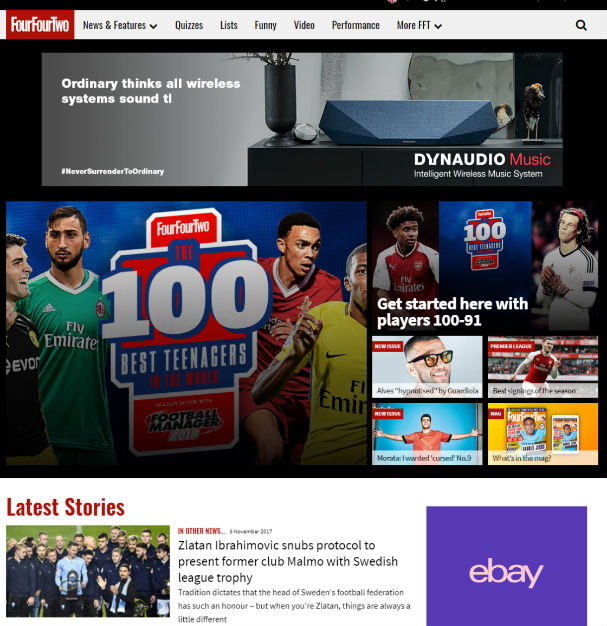 FourFourTwo
News & Features
Quizzes
Lists
Funny
Video
Performance
More FFT
Ordinary thinks all wireless
systems sound tl
#NeverSurrenderToOrdinary
DYNAUDIO Music
Intelligent Wireless Music System
FourFourTwo
THE
100
BEST TEENAGERS
IN THE WORLD
IN ASSOCIATION WITH
FOOTBALL
MANAGER
2018
Fly
Emirates
Fly
Emir
evon
100
Get started here with
players 100-91
NEW ISSUE
Alves "hypnotised" by Guardiola
PREMIER LEAGUE
Best signings of the season
NEW ISSUE
Morata: I wanted 'cursed' No.9
MAG
What's in the mag?
Latest Stories
IN OTHER NEWS... 6 November 2017
Zlatan Ibrahimovic snubs protocol to
present former club Malmo with Swedish
league trophy
Tradition dictates that the head of Sweden's football federation
has such an honour – but when you're Zlatan, things are always a
little different
ebay